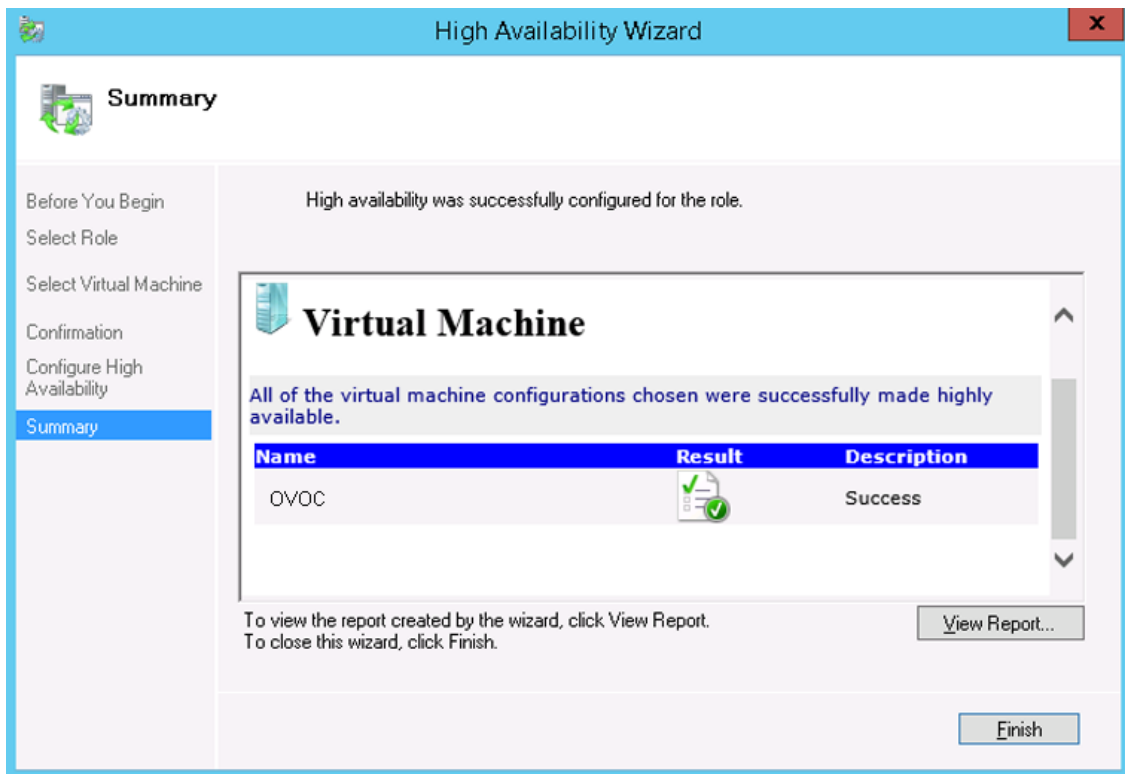 High Availability Wizard
x
Summary
Before You Begin
Select Role
Select Virtual Machine
Confirmation
Configure High
Availability
Summary
High availability was successfully configured for the role.
Virtual Machine
All of the virtual machine configurations chosen were successfully made highly
available.
Name Result Description
OVOC Success
To view the report created by the wizard, click View Report.
To close this wizard, click Finish.
View Report...
Finish